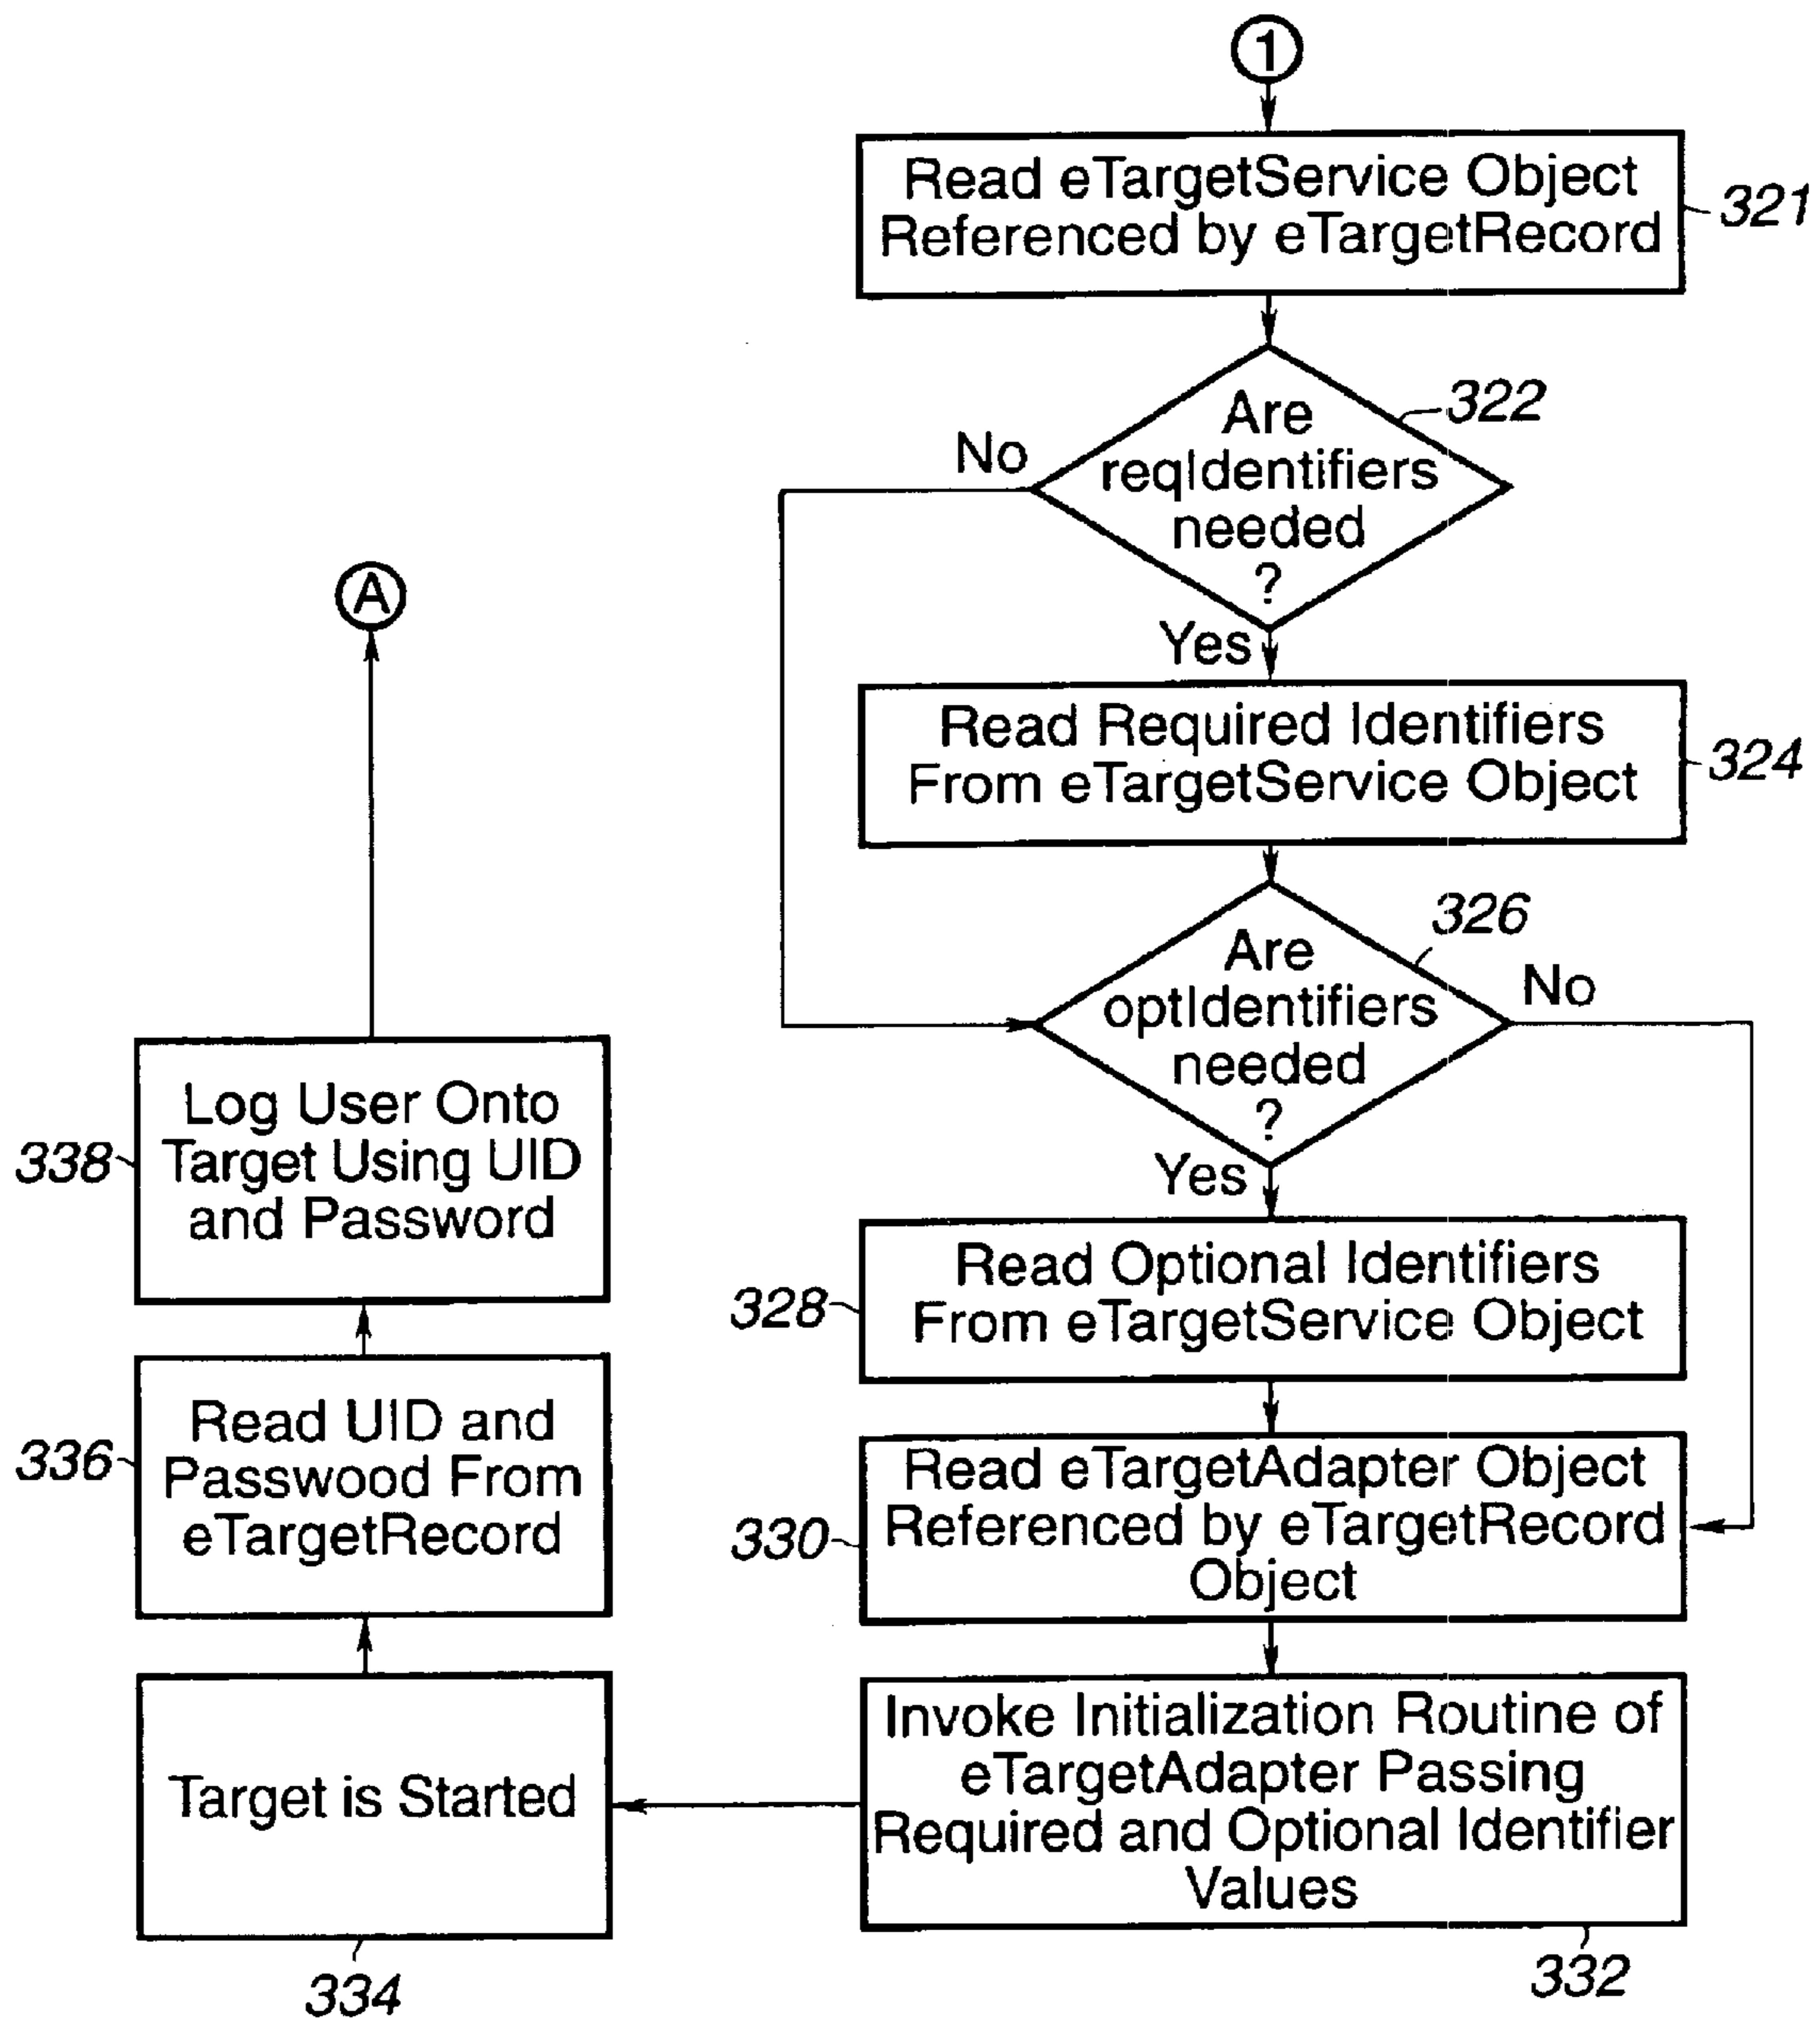 1
Read eTargetService Object
Referenced by eTargetRecord
321
Are
reqIdentifiers
needed
?
322
No
Yes
Read Required Identifiers
From eTargetService Object
324
Are
optIdentifiers
needed
?
326
No
Yes
Read Optional Identifiers
From eTargetService Object
328
Read eTargetAdapter Object
Referenced by eTargetRecord
Object
330
Invoke Initialization Routine of
eTargetAdapter Passing
Required and Optional Identifier
Values
332
Target is Started
334
Read UID and
Passwood From
eTargetRecord
336
Log User Onto
Target Using UID
and Password
338
A